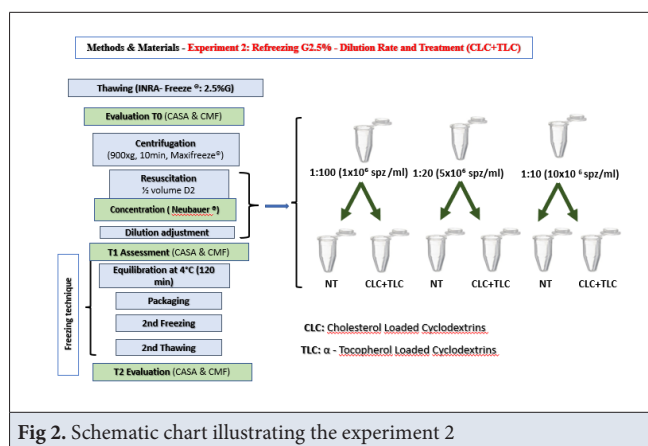 Methods & Materials - Experiment 2: Refreezing G2.5% - Dilution Rate and Treatment (CLC+TLC)
Thawing (INRA- Freeze ®: 2.5%G)
Evaluation T0 (CASA & CMF)
Centrifugation
(900xg, 10min, Maxifreeze®)
Resuscitation
½ volume D2
Concentration ( Neubauer ®)
Dilution adjustment
T1 Assessment (CASA & CMF)
Equilibration at 4°C (120
min)
Packaging
2nd Freezing
2nd Thawing
T2 Evaluation (CASA & CMF)
Freezing technique
1:100 (1x10⁶ spz /ml)
1:20 (5x10⁶ spz/ml)
1:10 (10x10 ⁶ spz/ml)
NT
CLC+TLC
NT
CLC+TLC
NT
CLC+TLC
CLC: Cholesterol Loaded Cyclodextrins
TLC: α - Tocopherol Loaded Cyclodextrins
Fig 2. Schematic chart illustrating the experiment 2